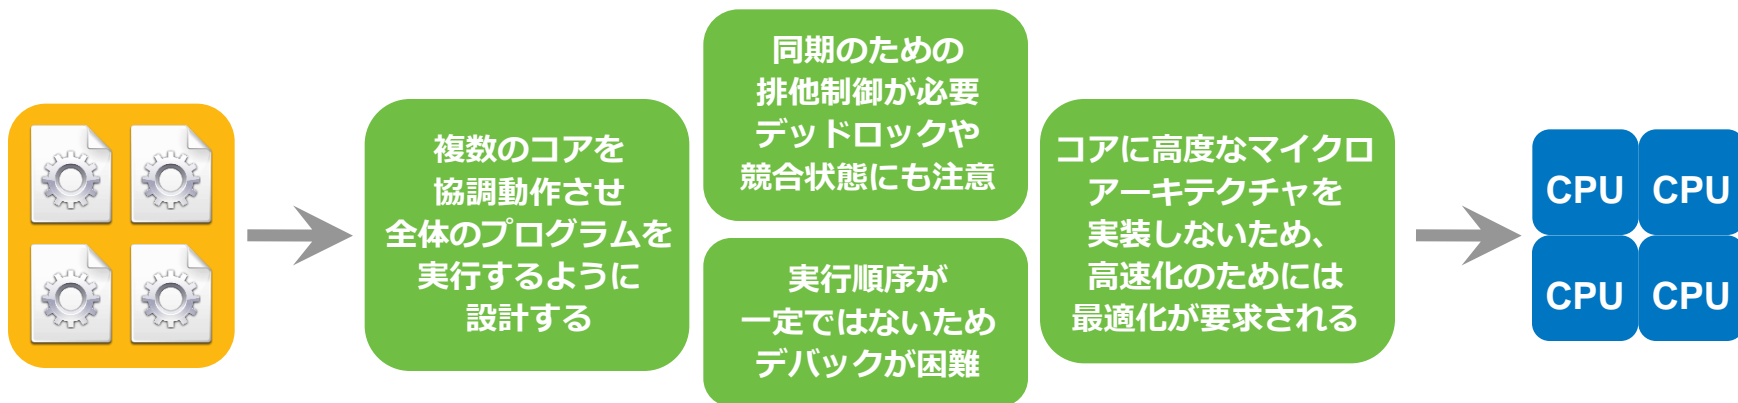 複数のコアを
協調動作させ
全体のプログラムを
実行するように
設計する
同期のための
排他制御が必要
デッドロックや
競合状態にも注意
実行順序が
一定ではないため
デバックが困難
コアに高度なマイクロ
アーキテクチャを
実装しないため、
高速化のためには
最適化が要求される
CPU CPU
CPU CPU